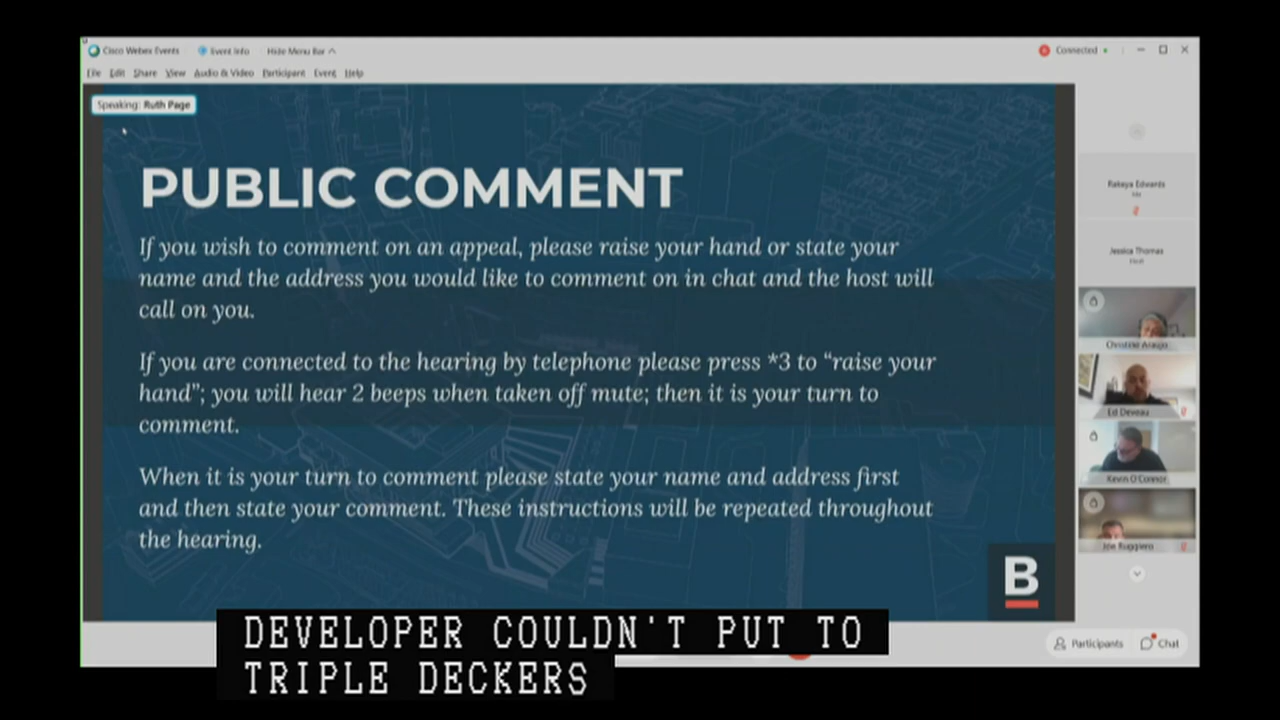 Cisco Webex Events
Event Info
Hide Menu Bar
Connected
File Edit Share View Audio & Video Participant Event Help
Speaking: Ruth Page
PUBLIC COMMENT
If you wish to comment on an appeal, please raise your hand or state your
name and the address you would like to comment on in chat and the host will
call on you.
If you are connected to the hearing by telephone please press *3 to “raise your
hand”; you will hear 2 beeps when taken off mute; then it is your turn to
comment.
When it is your turn to comment please state your name and address first
and then state your comment. These instructions will be repeated throughout
the hearing.
B
Rakeya Edwards
Me
Jessica Thomas
Host
Christine Araujo
Ed Deveau
Kevin O'Connor
Joe Ruggiero
Participants
Chat
DEVELOPER COULDN'T PUT TO
TRIPLE DECKERS